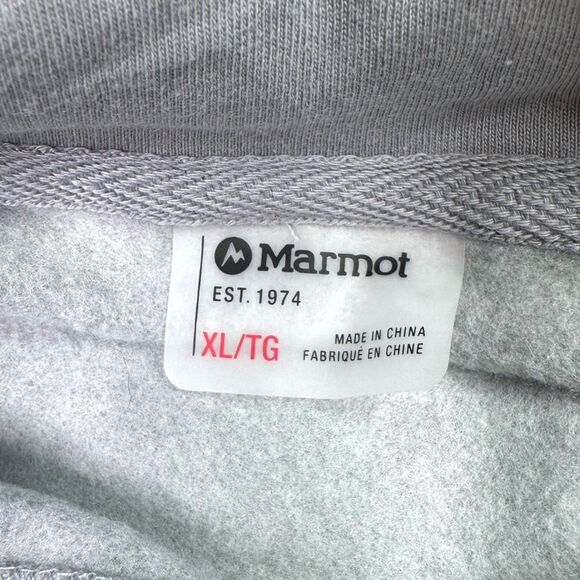 Marmot
EST. 1974
XL/TG
MADE IN CHINA
FABRIQUÉ EN CHINE